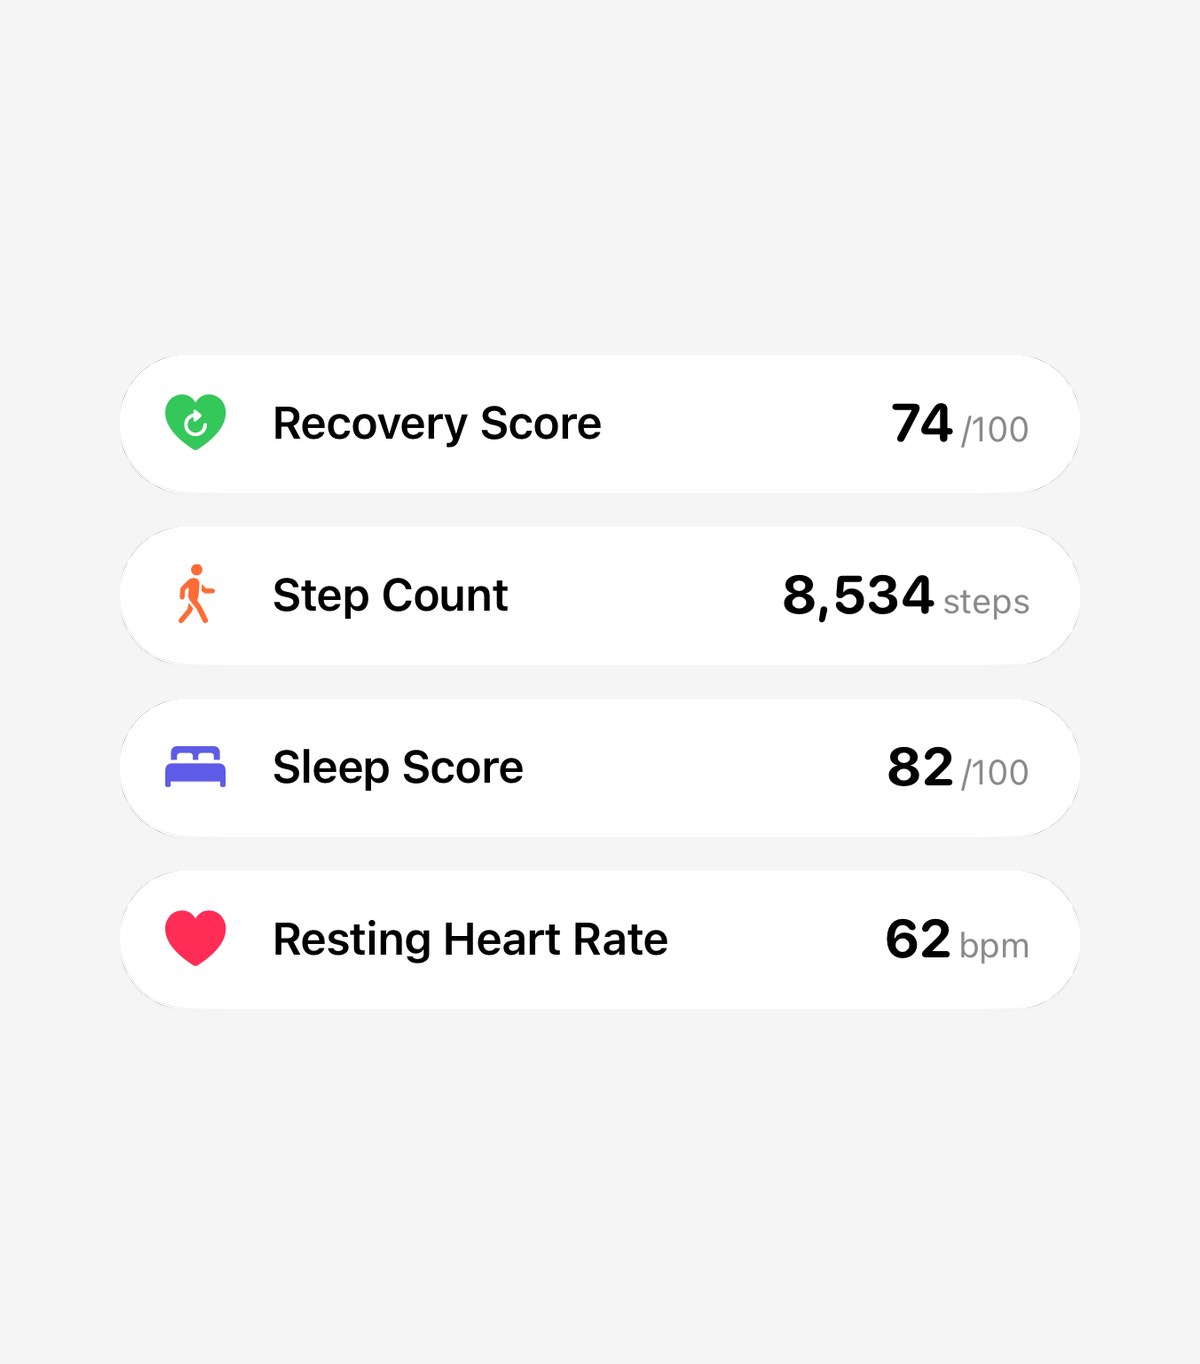 Recovery Score 74 /100
Step Count 8,534 steps
Sleep Score 82 /100
Resting Heart Rate 62 bpm